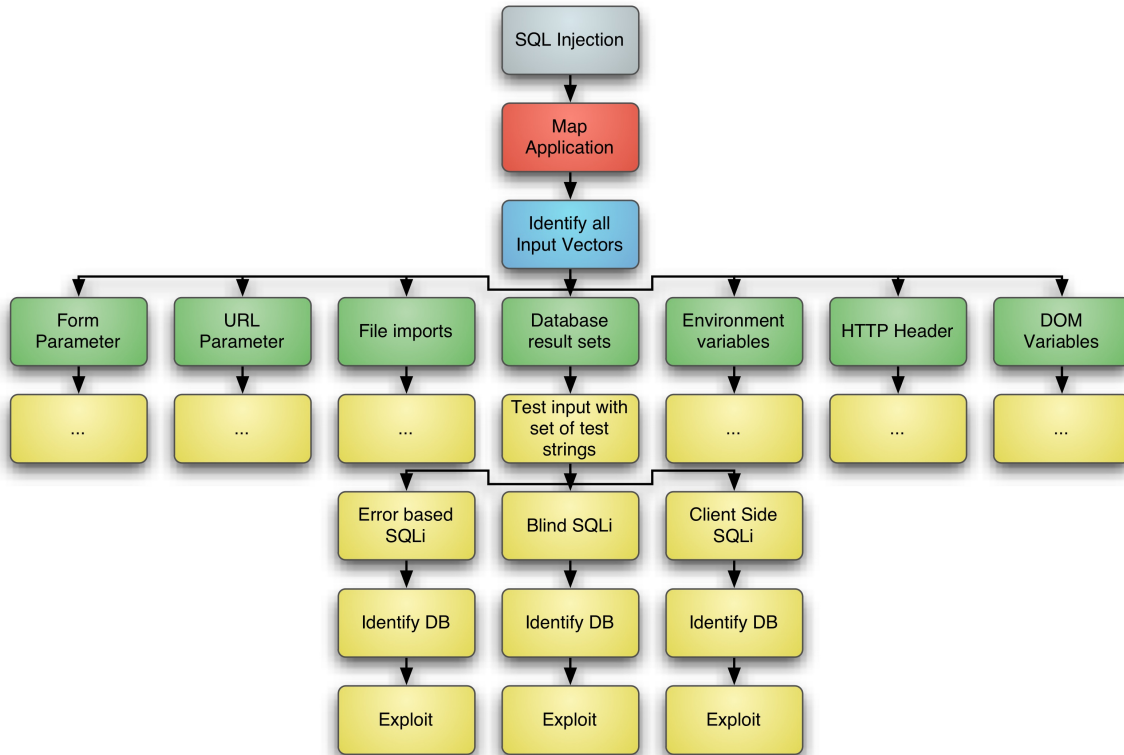 SQL Injection
Map
Application
Identify all
Input Vectors
Form
Parameter
URL
Parameter
File imports
Database
result sets
Environment
variables
HTTP Header
DOM
Variables
...
...
...
Test input with
set of test
strings
...
...
...
Error based
SQLi
Blind SQLi
Client Side
SQLi
Identify DB
Identify DB
Identify DB
Exploit
Exploit
Exploit